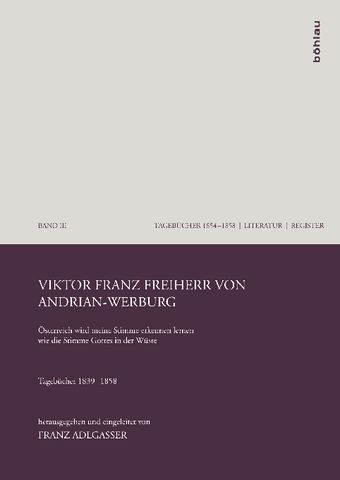 böhlau
BAND III
TAGEBÜCHER 1854–1858 | LITERATUR | REGISTER
VIKTOR FRANZ FREIHERR VON
ANDRIAN-WERBURG
Österreich wird meine Stimme erkennen lernen
wie die Stimme Gottes in der Wüste
Tagebücher 1839–1858
herausgegeben und eingeleitet von
FRANZ ADLGASSER